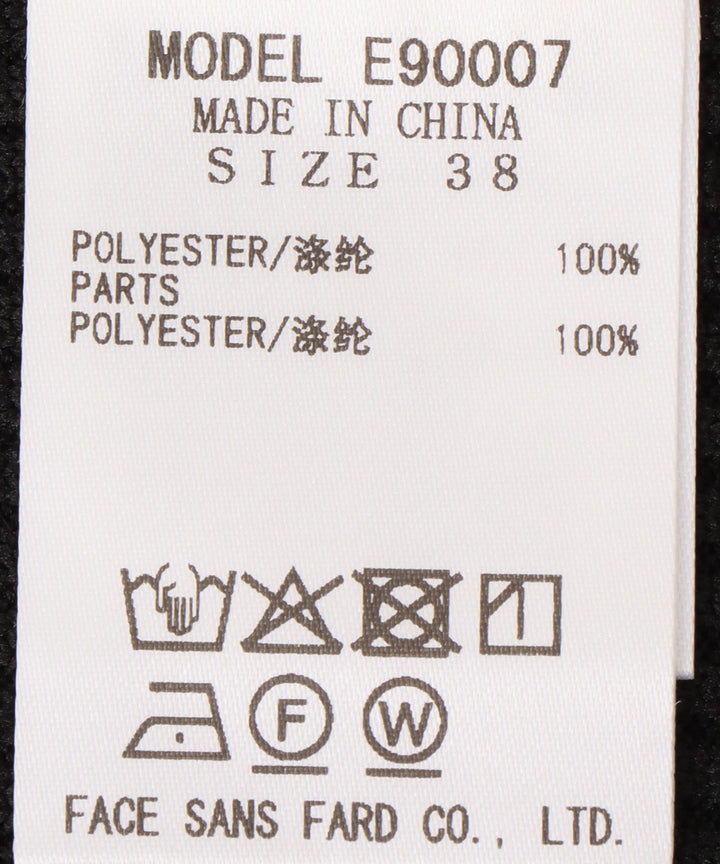 MODEL E90007
MADE IN CHINA
SIZE 38
POLYESTER/涤纶 100%
PARTS
POLYESTER/涤纶 100%
F W
FACE SANS FARD CO., LTD.